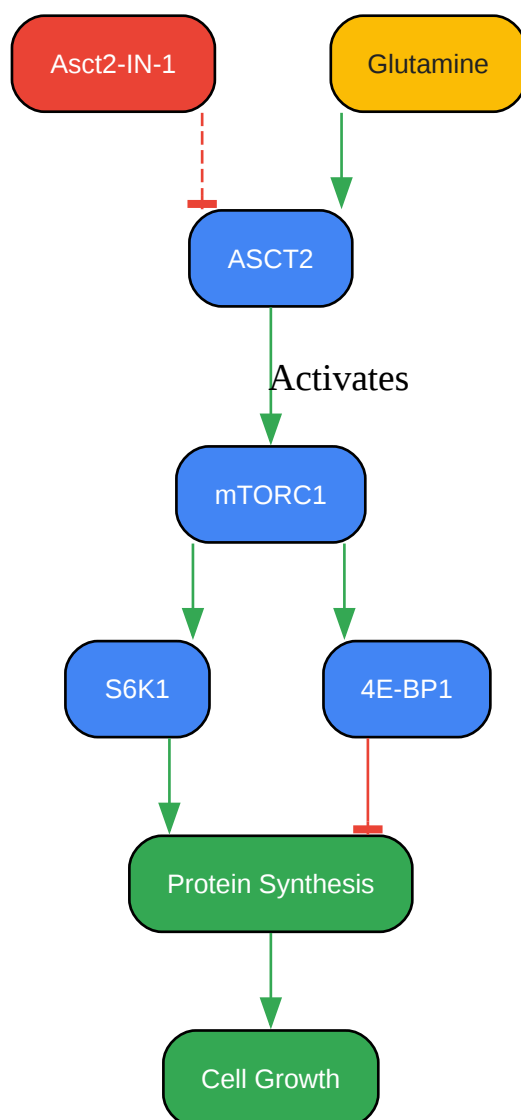 Asct2-IN-1
Glutamine
ASCT2
Activates
mTORC1
S6K1
4E-BP1
Protein Synthesis
Cell Growth